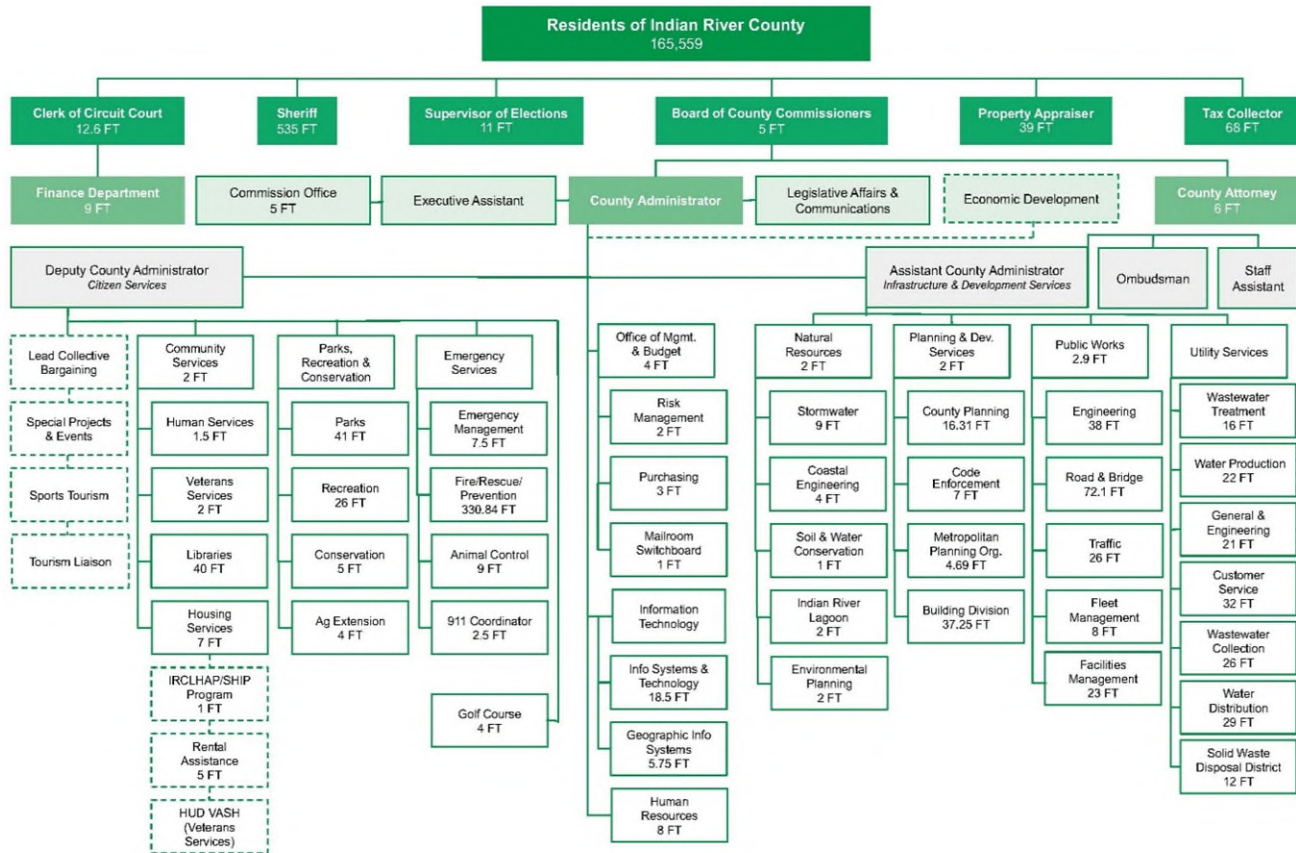 Residents of Indian River County
165,559
Clerk of Circuit Court
12.6 FT
Sheriff
535 FT
Supervisor of Elections
11 FT
Board of County Commissioners
5 FT
Property Appraiser
39 FT
Tax Collector
68 FT
Finance Department
9 FT
Commission Office
5 FT
Executive Assistant
County Administrator
Legislative Affairs &
Communications
Economic Development
County Attorney
6 FT
Deputy County Administrator
Citizen Services
Assistant County Administrator
Infrastructure & Development Services
Ombudsman
Staff
Assistant
Lead Collective
Bargaining
Special Projects
& Events
Sports Tourism
Tourism Liaison
Community
Services
2 FT
Human Services
1.5 FT
Veterans
Services
2 FT
Libraries
40 FT
Housing
Services
7 FT
IRCLHAP/SHIP
Program
1 FT
Rental
Assistance
5 FT
HUD VASH
(Veterans
Services)
Parks,
Recreation &
Conservation
Parks
41 FT
Recreation
26 FT
Conservation
5 FT
Ag Extension
4 FT
Emergency
Services
Emergency
Management
7.5 FT
Fire/Rescue/
Prevention
330.84 FT
Animal Control
9 FT
911 Coordinator
2.5 FT
Golf Course
4 FT
Office of Mgmt.
& Budget
4 FT
Risk
Management
2 FT
Purchasing
3 FT
Mailroom
Switchboard
1 FT
Information
Technology
Info Systems &
Technology
18.5 FT
Geographic Info
Systems
5.75 FT
Human
Resources
8 FT
Natural
Resources
2 FT
Stormwater
9 FT
Coastal
Engineering
4 FT
Soil & Water
Conservation
1 FT
Indian River
Lagoon
2 FT
Environmental
Planning
2 FT
Planning & Dev.
Services
2 FT
County Planning
16.31 FT
Code
Enforcement
7 FT
Metropolitan
Planning Org.
4.69 FT
Building Division
37.25 FT
Public Works
2.9 FT
Engineering
38 FT
Road & Bridge
72.1 FT
Traffic
26 FT
Fleet
Management
8 FT
Facilities
Management
23 FT
Utility Services
Wastewater
Treatment
16 FT
Water Production
22 FT
General &
Engineering
21 FT
Customer
Service
32 FT
Wastewater
Collection
26 FT
Water
Distribution
29 FT
Solid Waste
Disposal District
12 FT